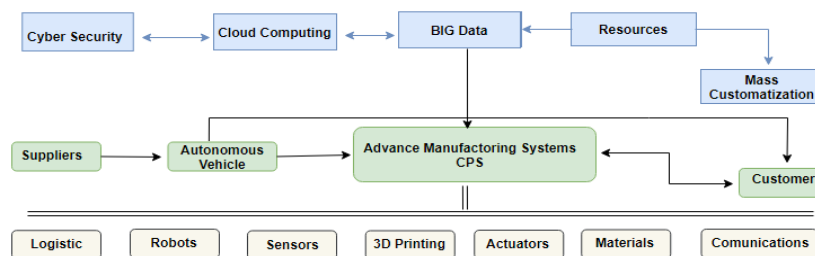 Cyber Security
Cloud Computing
BIG Data
Resources
Mass
Customatization
Suppliers
Autonomous
Vehicle
Advance Manufactoring Systems
CPS
Customer
Logistic
Robots
Sensors
3D Printing
Actuators
Materials
Comunications